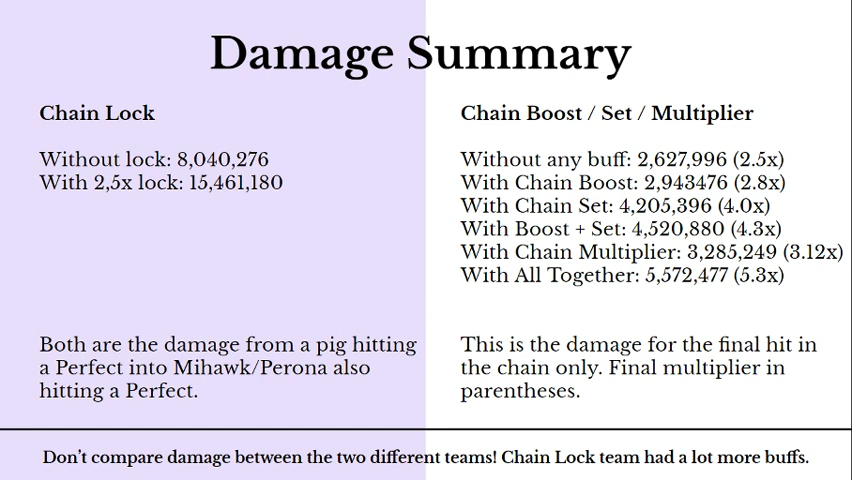 Damage Summary
Chain Lock
Without lock: 8,040,276
With 2,5x lock: 15,461,180
Both are the damage from a pig hitting
a Perfect into Mihawk/Perona also
hitting a Perfect.
Chain Boost / Set / Multiplier
Without any buff: 2,627,996 (2.5x)
With Chain Boost: 2,943476 (2.8x)
With Chain Set: 4,205,396 (4.0x)
With Boost + Set: 4,520,880 (4.3x)
With Chain Multiplier: 3,285,249 (3.12x)
With All Together: 5,572,477 (5.3x)
This is the damage for the final hit in
the chain only. Final multiplier in
parentheses.
Don't compare damage between the two different teams! Chain Lock team had a lot more buffs.